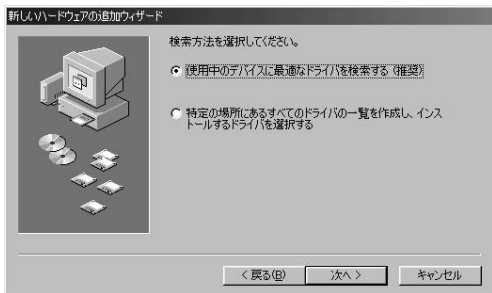 新しいハードウェアの追加ウィザード
検索方法を選択してください。
使用中のデバイスに最適なドライバを検索する (推奨)
特定の場所にあるすべてのドライバの一覧を作成し、インス
トールするドライバを選択する
< 戻る(B)
次へ >
キャンセル